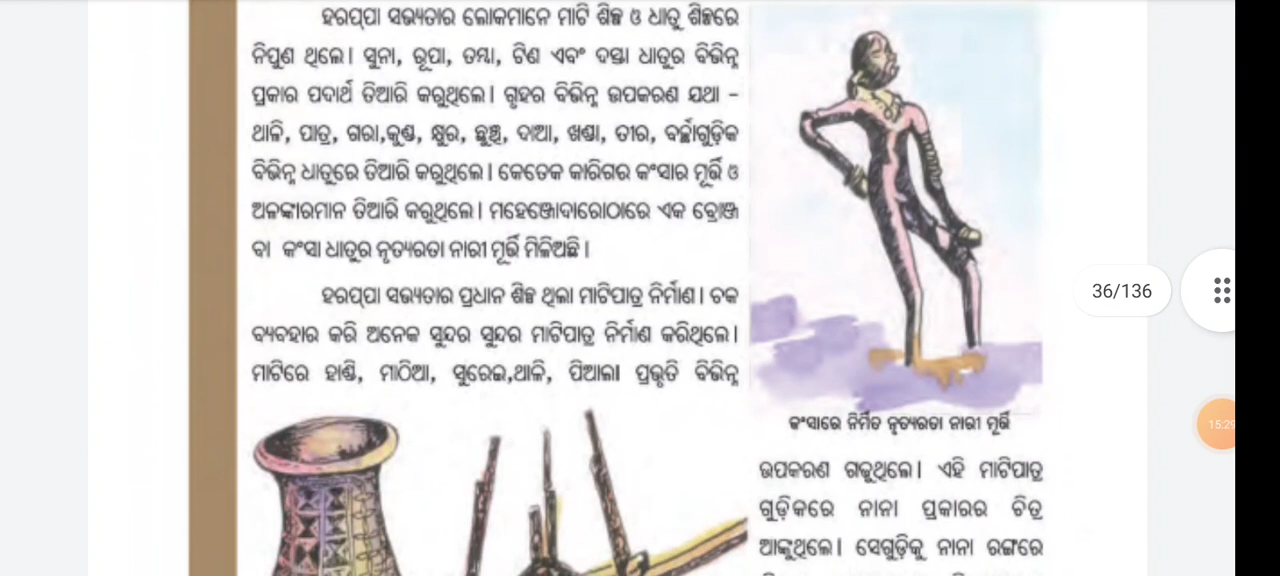 ହରପ୍‌ପା ସଭ୍ୟତାର ଲୋକମାନେ ମାଟି ଶିଳ୍ପ ଓ ଧାତୁ ଶିଳ୍ପରେ
ନିପୁଣ ଥିଲେ। ସୁନା, ରୂପା, ତମ୍ବା, ଟିଣ ଏବଂ ଦସ୍ତା ଧାତୁର ବିଭିନ୍ନ
ପ୍ରକାର ପଦାର୍ଥ ତିଆରି କରୁଥିଲେ। ଗୃହର ବିଭିନ୍ନ ଉପକରଣ ଯଥା –
ଥାଳି, ପାତ୍ର, ଗରା,କୁଣ୍ଡ, କ୍ଷୁର, ଛୁଞ୍ଚି, ଦାଆ, ଖଣ୍ଡା, ତୀର, ବର୍ଚ୍ଛାଗୁଡ଼ିକ
ବିଭିନ୍ନ ଧାତୁରେ ତିଆରି କରୁଥିଲେ। କେତେକ କାରିଗର କଂସାର ମୂର୍ତ୍ତି ଓ
ଅଳଙ୍କାରମାନ ତିଆରି କରୁଥିଲେ। ମହେଞ୍ଜୋଦାରୋଠାରେ ଏକ ବ୍ରୋଞ୍ଜ
ବା କଂସା ଧାତୁର ନୃତ୍ୟରତା ନାରୀ ମୂର୍ତ୍ତି ମିଳିଅଛି।
ହରପ୍‌ପା ସଭ୍ୟତାର ପ୍ରଧାନ ଶିଳ୍ପ ଥିଲା ମାଟିପାତ୍ର ନିର୍ମାଣ। ଚକ
ବ୍ୟବହାର କରି ଅନେକ ସୁନ୍ଦର ସୁନ୍ଦର ମାଟିପାତ୍ର ନିର୍ମାଣ କରିଥିଲେ।
ମାଟିରେ ହାଣ୍ଡି, ମାଠିଆ, ସୁରେଇ,ଥାଳି, ପିଆଲା ପ୍ରଭୃତି ବିଭିନ୍ନ
କଂସାରେ ନିର୍ମିତ ନୃତ୍ୟରତା ନାରୀ ମୂର୍ତ୍ତି
ଉପକରଣ ଗଢୁଥିଲେ। ଏହି ମାଟିପାତ୍ର
ଗୁଡ଼ିକରେ ନାନା ପ୍ରକାରର ଚିତ୍ର
ଆଙ୍କୁଥିଲେ। ସେଗୁଡ଼ିକୁ ନାନା ରଙ୍ଗରେ
36/136
15:29